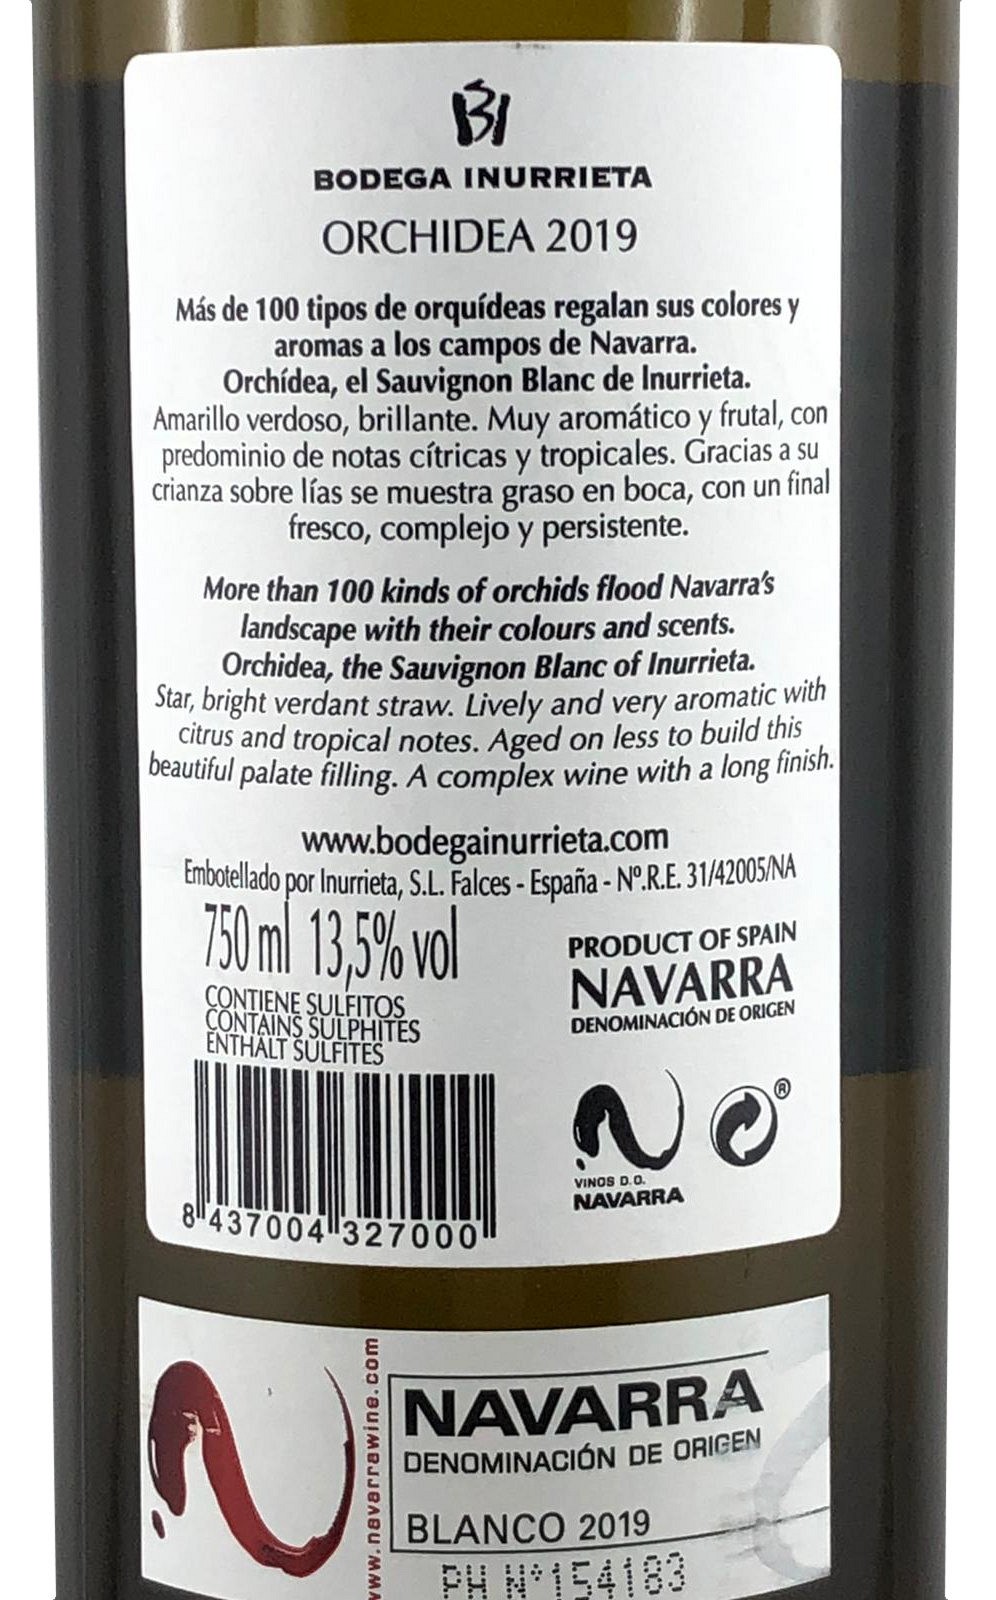 BI
BODEGA INURRIETA
ORCHIDEA 2019
Más de 100 tipos de orquídeas regalan sus colores y
aromas a los campos de Navarra.
Orchídea, el Sauvignon Blanc de Inurrieta.
Amarillo verdoso, brillante. Muy aromático y frutal, con
predominio de notas cítricas y tropicales. Gracias a su
crianza sobre lías se muestra graso en boca, con un final
fresco, complejo y persistente.
More than 100 kinds of orchids flood Navarra's
landscape with their colours and scents.
Orchidea, the Sauvignon Blanc of Inurrieta.
Star, bright verdant straw. Lively and very aromatic with
citrus and tropical notes. Aged on less to build this
beautiful palate filling. A complex wine with a long finish.
www.bodegainurrieta.com
Embotellado por Inurrieta, S.L. Falces - España - Nº.R.E. 31/42005/NA
750 ml 13,5% vol
CONTIENE SULFITOS
CONTAINS SULPHITES
ENTHÄLT SULFITES
PRODUCT OF SPAIN
NAVARRA
DENOMINACIÓN DE ORIGEN
VINOS D.O.
NAVARRA
®
8 437004 327000
www.navarrawine.com
NAVARRA
DENOMINACIÓN DE ORIGEN
BLANCO 2019
PH Nº154183